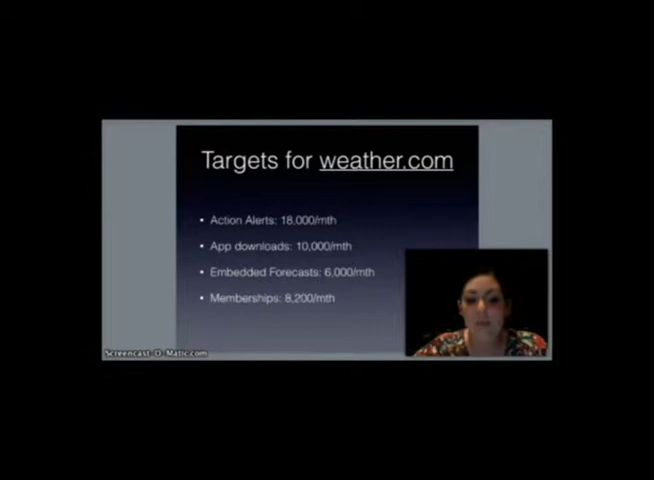 Targets for weather.com
▪ Action Alerts: 18,000/mth
▪ App downloads: 10,000/mth
▪ Embedded Forecasts: 6,000/mth
▪ Memberships: 8,200/mth
Screencast-O-Matic.com